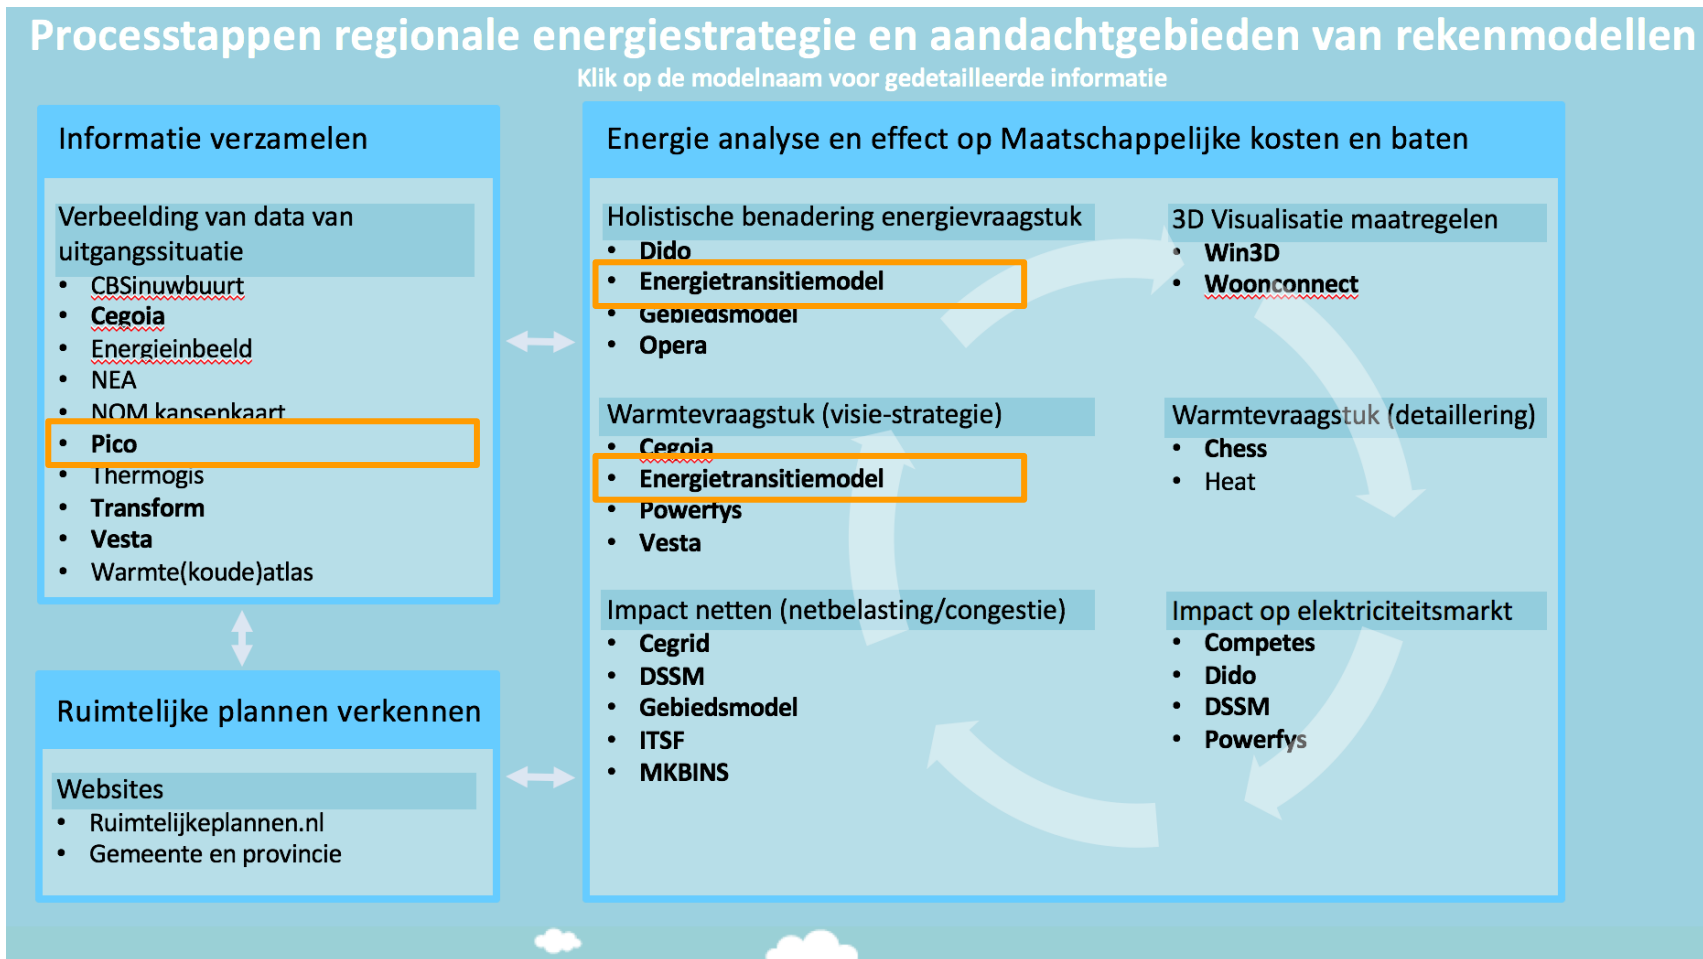 Processtappen regionale energiestrategie en aandachtgebieden van rekenmodellen
Klik op de modelnaam voor gedetailleerde informatie
Informatie verzamelen
Verbeelding van data van
uitgangssituatie
• CBSinuwbuurt
• Cegoia
• Energieinbeeld
• NEA
• NOM kansenkaart
• Pico
• Thermogis
• Transform
• Vesta
• Warmte(koude)atlas
Ruimtelijke plannen verkennen
Websites
• Ruimtelijkeplannen.nl
• Gemeente en provincie
Energie analyse en effect op Maatschappelijke kosten en baten
Holistische benadering energievraagstuk
• Dido
• Energietransitiemodel
• Gebiedsmodel
• Opera
3D Visualisatie maatregelen
• Win3D
• Woonconnect
Warmtevraagstuk (visie-strategie)
• Cegoia
• Energietransitiemodel
• Powerfys
• Vesta
Warmtevraagstuk (detaillering)
• Chess
• Heat
Impact netten (netbelasting/congestie)
• Cegrid
• DSSM
• Gebiedsmodel
• ITSF
• MKBINS
Impact op elektriciteitsmarkt
• Competes
• Dido
• DSSM
• Powerfys